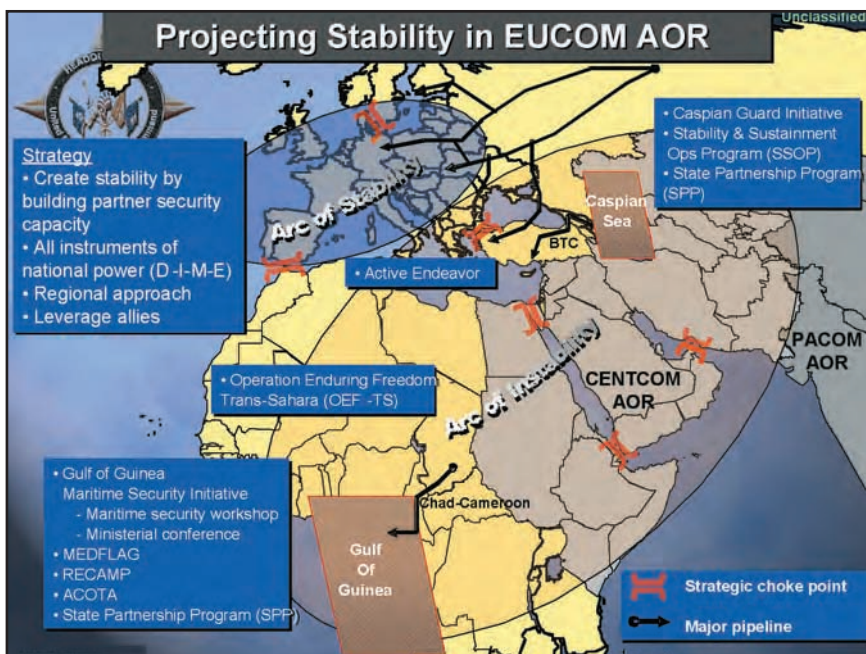 Unclassified
Projecting Stability in EUCOM AOR
HEADQ
Strategy
• Create stability by
building partner security
capacity
• All instruments of
national power (D -I-M-E)
• Regional approach
• Leverage allies
• Caspian Guard Initiative
• Stability & Sustainment
Ops Program (SSOP)
• State Partnership Program
(SPP)
Arc of Stability
Caspian
Sea
BTC
• Active Endeavor
PACOM
AOR
CENTCOM
AOR
Arc of Instability
• Operation Enduring Freedom
Trans-Sahara (OEF -TS)
• Gulf of Guinea
Maritime Security Initiative
- Maritime security workshop
- Ministerial conference
• MEDFLAG
• RECAMP
• ACOTA
• State Partnership Program (SPP)
Chad-Cameroon
Gulf
Of
Guinea
Strategic choke point
Major pipeline